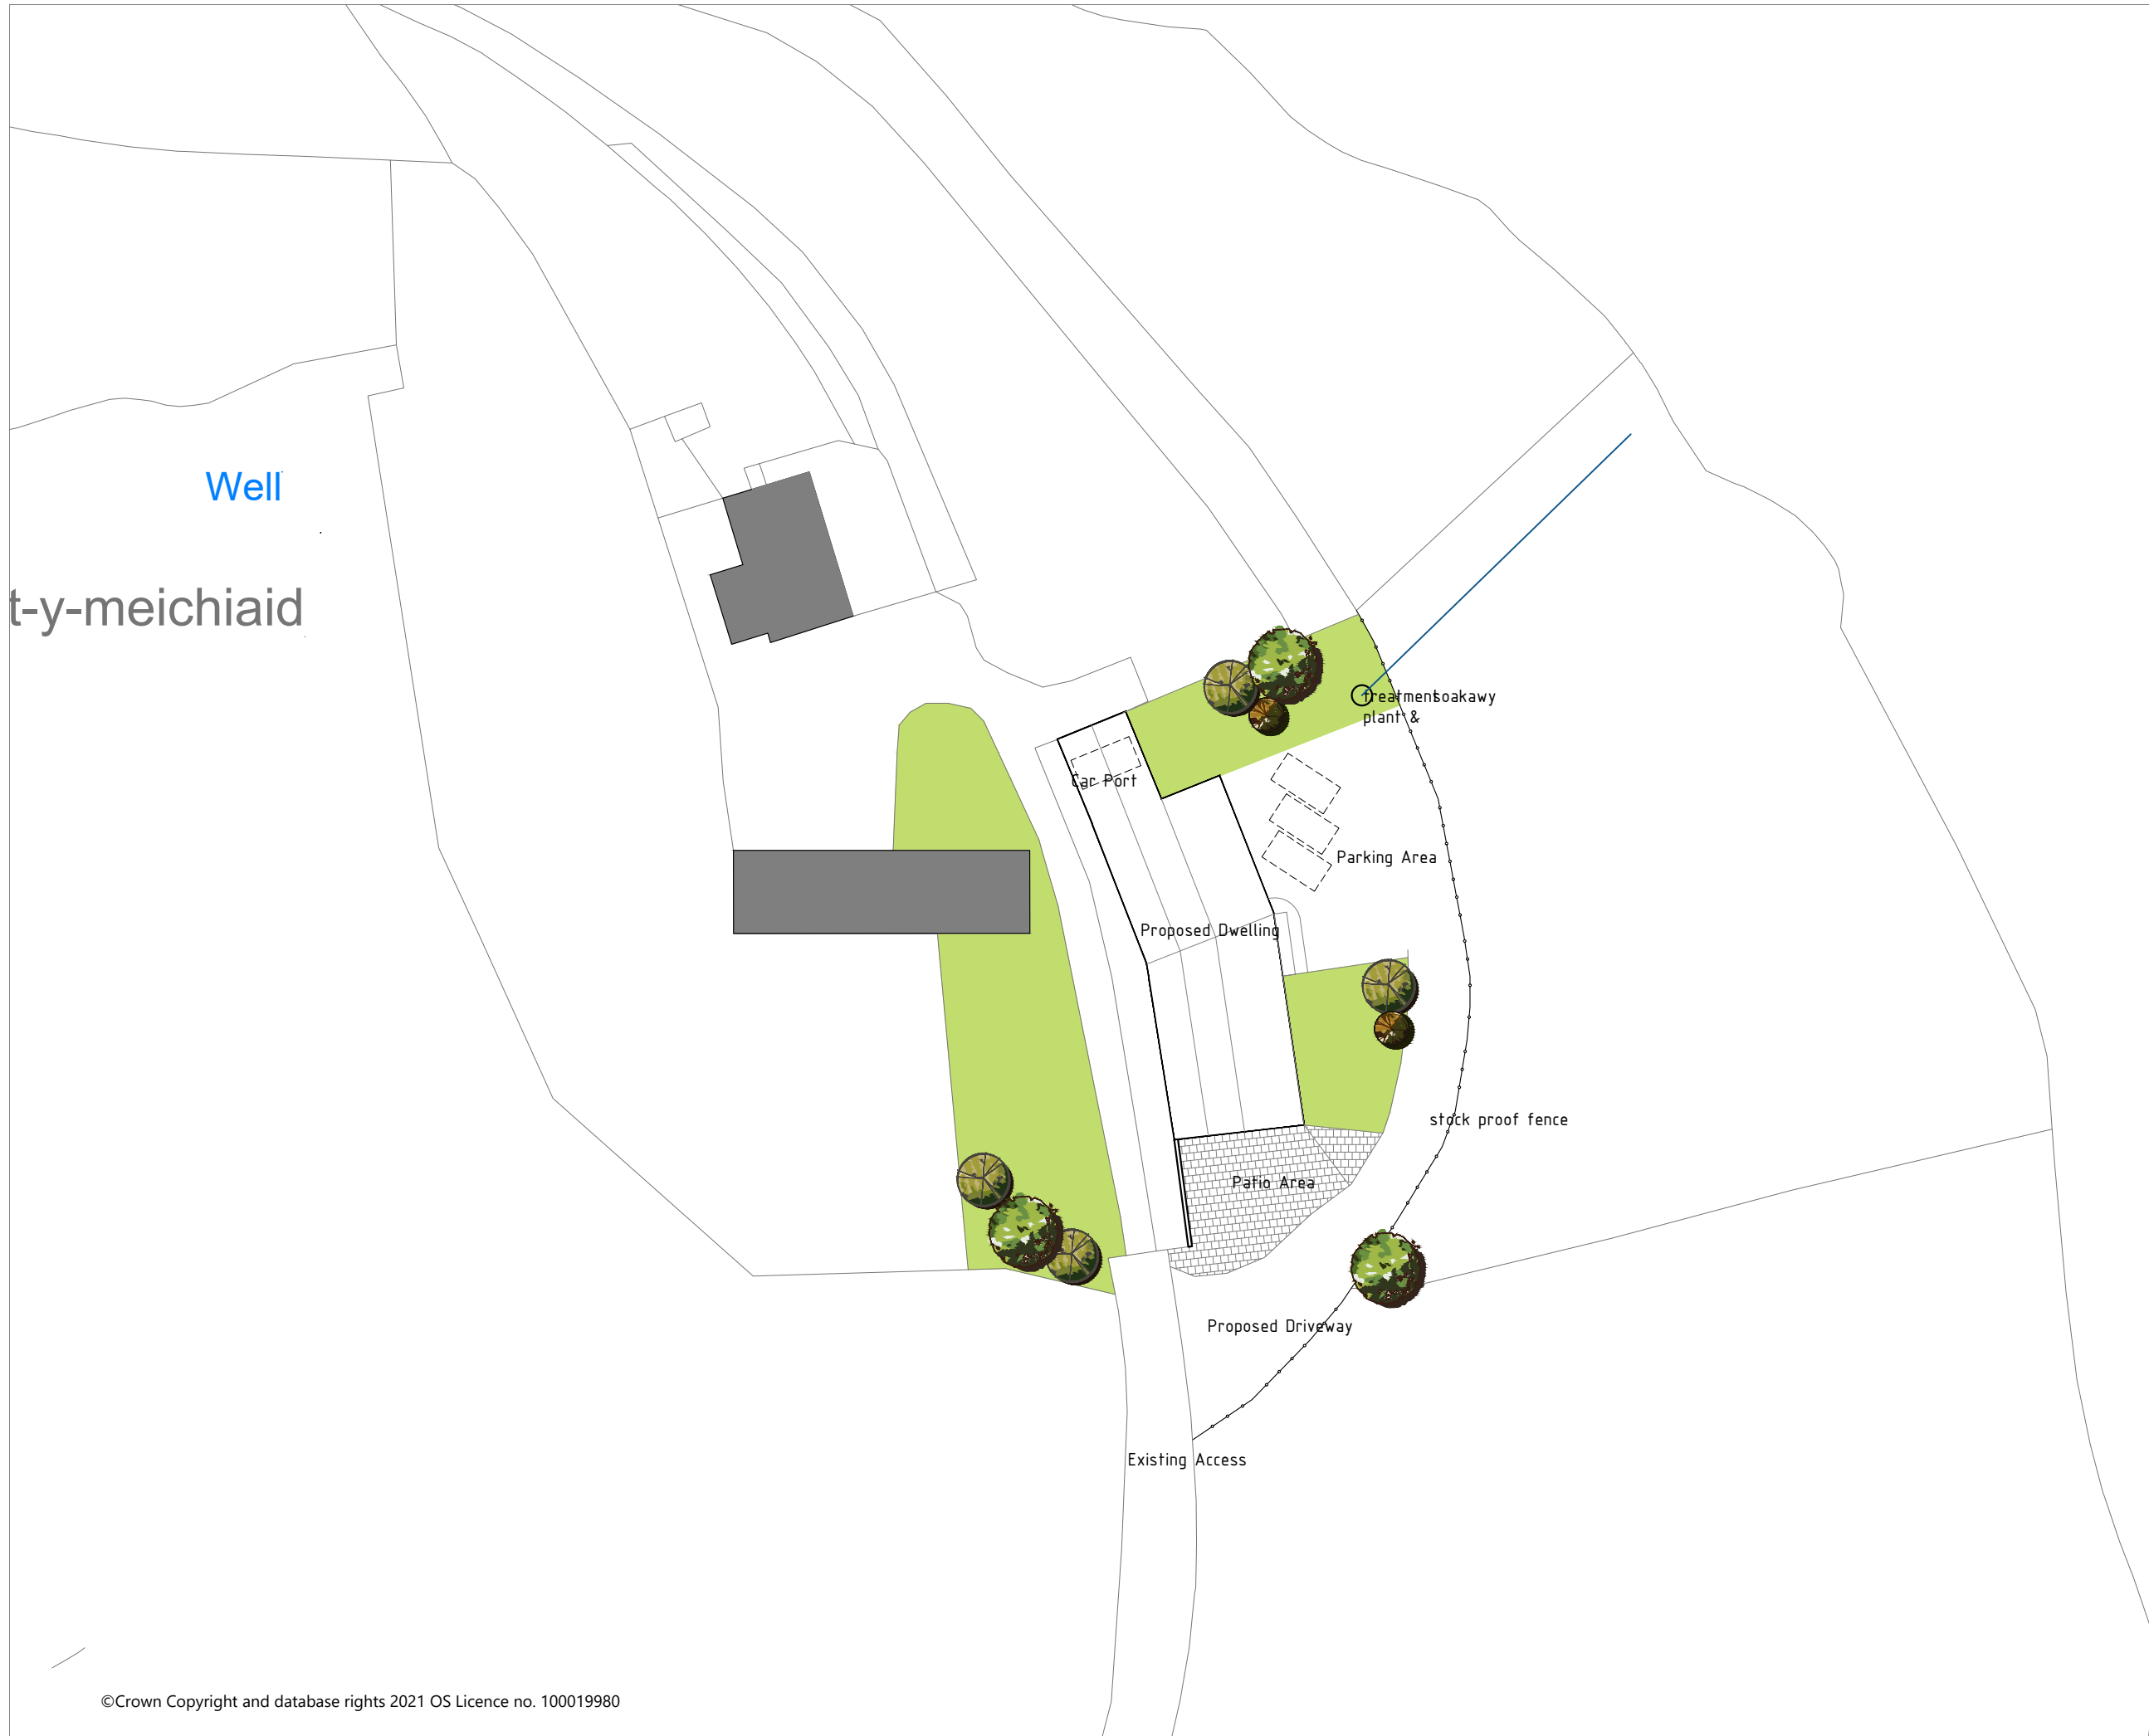 Well
t-y-meichiaid
treatment soakawy
plant &
Car Port
Parking Area
Proposed Dwelling
stock proof fence
Patio Area
Proposed Driveway
Existing Access
©Crown Copyright and database rights 2021 OS Licence no. 100019980